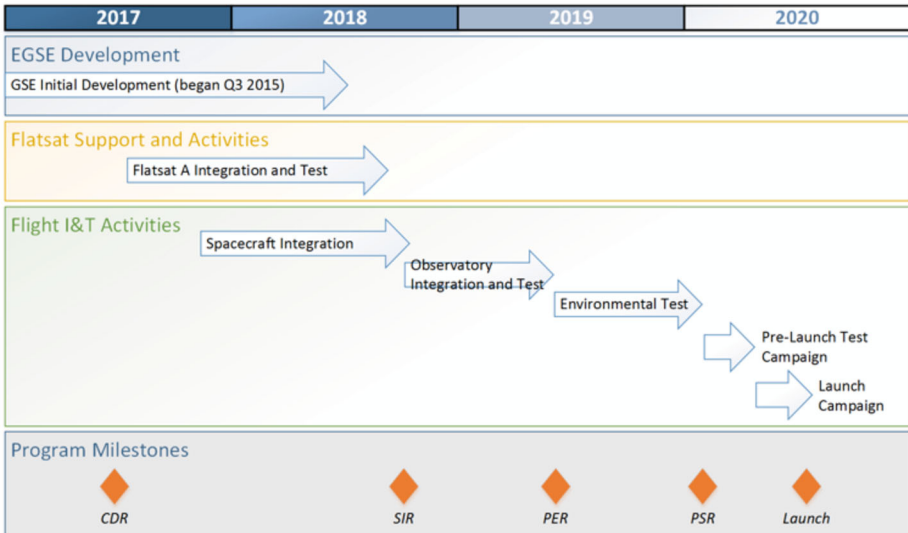 2017 2018 2019 2020
EGSE Development
GSE Initial Development (began Q3 2015)
Flatsat Support and Activities
Flatsat A Integration and Test
Flight I&T Activities
Spacecraft Integration
Observatory
Integration and Test
Environmental Test
Pre-Launch Test
Campaign
Launch
Campaign
Program Milestones
CDR SIR PER PSR Launch